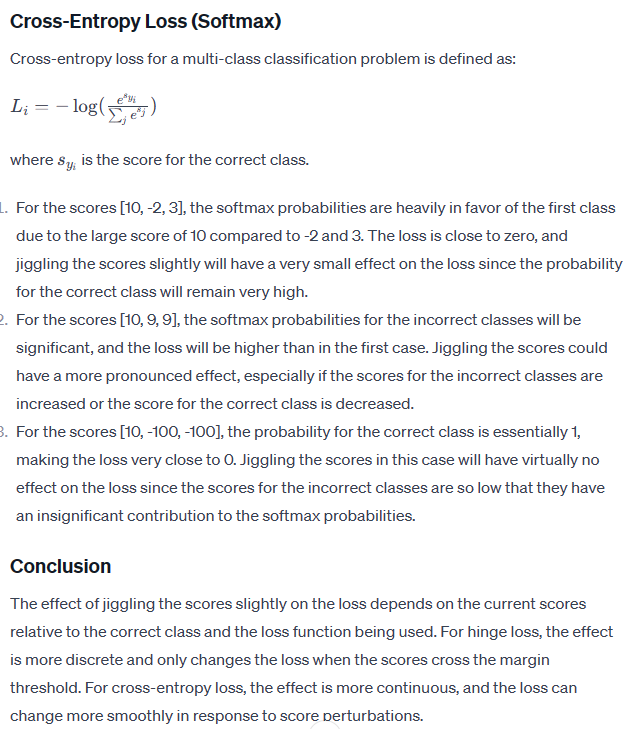 Cross-Entropy Loss (Softmax)
Cross-entropy loss for a multi-class classification problem is defined as:
L_i = − log( e^{s_{y_i}} / ∑_j e^{s_j} )
where s_{y_i} is the score for the correct class.
1. For the scores [10, -2, 3], the softmax probabilities are heavily in favor of the first class
due to the large score of 10 compared to -2 and 3. The loss is close to zero, and
jiggling the scores slightly will have a very small effect on the loss since the probability
for the correct class will remain very high.
2. For the scores [10, 9, 9], the softmax probabilities for the incorrect classes will be
significant, and the loss will be higher than in the first case. Jiggling the scores could
have a more pronounced effect, especially if the scores for the incorrect classes are
increased or the score for the correct class is decreased.
3. For the scores [10, -100, -100], the probability for the correct class is essentially 1,
making the loss very close to 0. Jiggling the scores in this case will have virtually no
effect on the loss since the scores for the incorrect classes are so low that they have
an insignificant contribution to the softmax probabilities.
Conclusion
The effect of jiggling the scores slightly on the loss depends on the current scores
relative to the correct class and the loss function being used. For hinge loss, the effect
is more discrete and only changes the loss when the scores cross the margin
threshold. For cross-entropy loss, the effect is more continuous, and the loss can
change more smoothly in response to score perturbations.